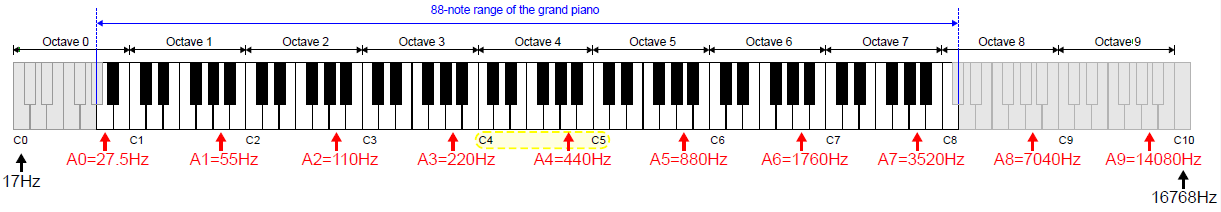 88-note range of the grand piano
Octave 0 Octave 1 Octave 2 Octave 3 Octave 4 Octave 5 Octave 6 Octave 7 Octave 8 Octave 9
C0 C1 C2 C3 C4 C5 C6 C7 C8 C9 C10
A0=27.5Hz A1=55Hz A2=110Hz A3=220Hz A4=440Hz A5=880Hz A6=1760Hz A7=3520Hz A8=7040Hz A9=14080Hz
17Hz
16768Hz